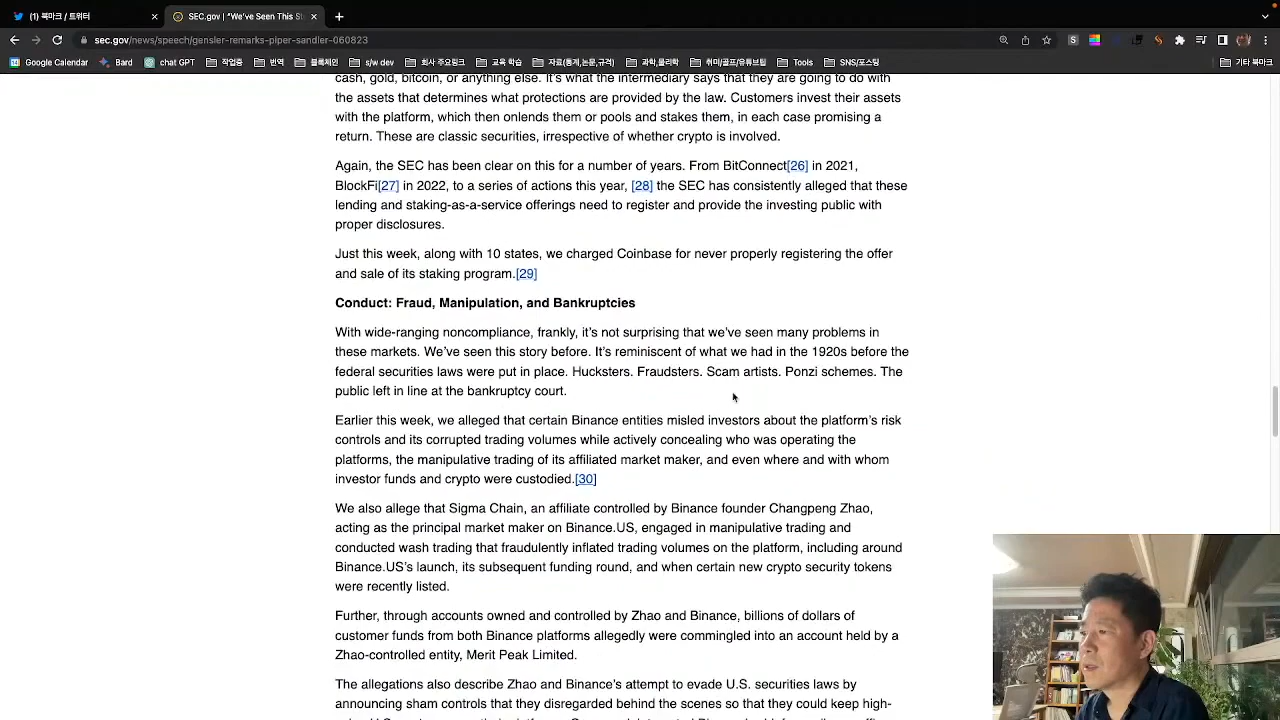 (1) 북마크 / 트위터
SEC.gov | "We've Seen This St
sec.gov/news/speech/gensler-remarks-piper-sandler-060823
Google Calendar
Bard
chat GPT
작업중
번역
s/w dev
회사·주요포크
교육 학습
자료(통계,논문,규격)
과학,물리학
취미(골프/유튜브)
Tools
SNS/포스팅
기타 북마크
cash, gold, bitcoin, or anything else. It's what the intermediary says that they are going to do with
the assets that determines what protections are provided by the law. Customers invest their assets
with the platform, which then onlends them or pools and stakes them, in each case promising a
return. These are classic securities, irrespective of whether crypto is involved.
Again, the SEC has been clear on this for a number of years. From BitConnect[26] in 2021,
BlockFi[27] in 2022, to a series of actions this year, [28] the SEC has consistently alleged that these
lending and staking-as-a-service offerings need to register and provide the investing public with
proper disclosures.
Just this week, along with 10 states, we charged Coinbase for never properly registering the offer
and sale of its staking program.[29]
Conduct: Fraud, Manipulation, and Bankruptcies
With wide-ranging noncompliance, frankly, it's not surprising that we've seen many problems in
these markets. We've seen this story before. It's reminiscent of what we had in the 1920s before the
federal securities laws were put in place. Hucksters. Fraudsters. Scam artists. Ponzi schemes. The
public left in line at the bankruptcy court.
Earlier this week, we alleged that certain Binance entities misled investors about the platform's risk
controls and its corrupted trading volumes while actively concealing who was operating the
platforms, the manipulative trading of its affiliated market maker, and even where and with whom
investor funds and crypto were custodied.[30]
We also allege that Sigma Chain, an affiliate controlled by Binance founder Changpeng Zhao,
acting as the principal market maker on Binance.US, engaged in manipulative trading and
conducted wash trading that fraudulently inflated trading volumes on the platform, including around
Binance.US's launch, its subsequent funding round, and when certain new crypto security tokens
were recently listed.
Further, through accounts owned and controlled by Zhao and Binance, billions of dollars of
customer funds from both Binance platforms allegedly were commingled into an account held by a
Zhao-controlled entity, Merit Peak Limited.
The allegations also describe Zhao and Binance's attempt to evade U.S. securities laws by
announcing sham controls that they disregarded behind the scenes so that they could keep high-